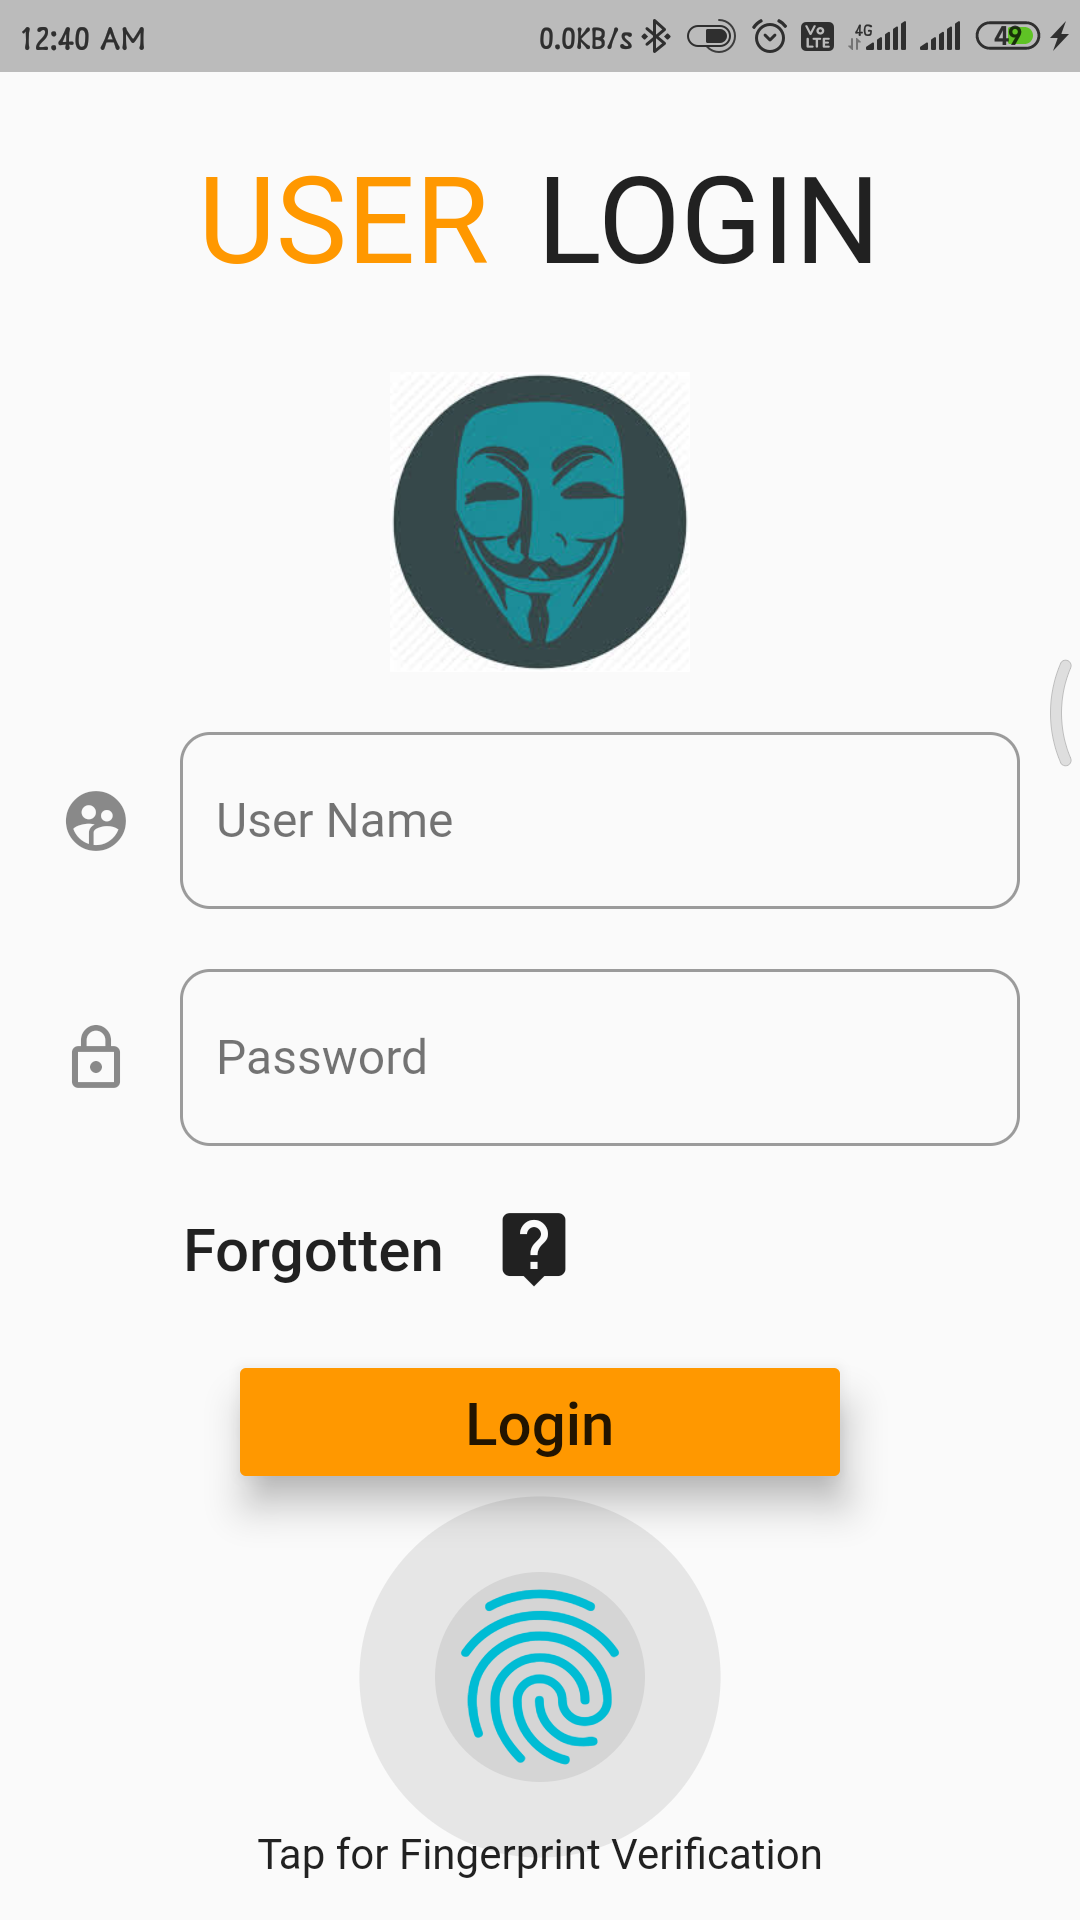 12:40 AM 0.0KB/s Vo LTE 4G 49
USER LOGIN
User Name
Password
Forgotten ?
Login
Tap for Fingerprint Verification